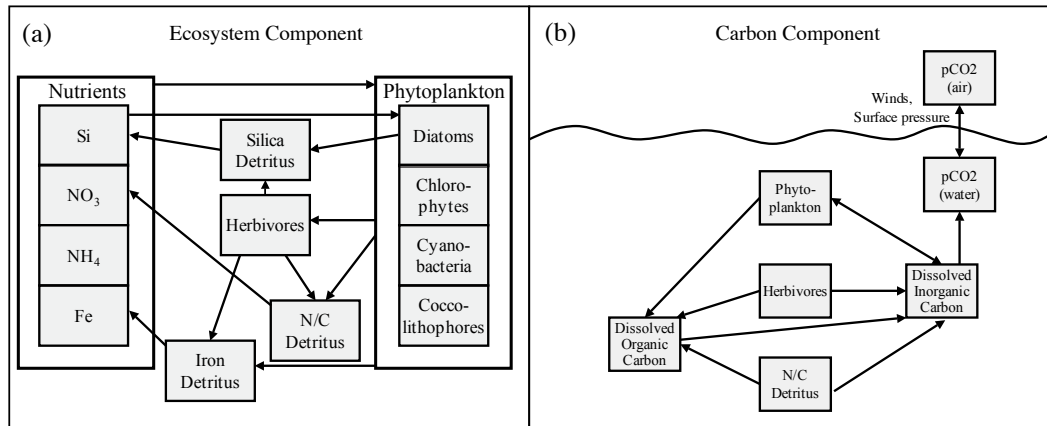 (a)
Ecosystem Component
Nutrients
Si
NO3
NH4
Fe
Silica
Detritus
Herbivores
N/C
Detritus
Iron
Detritus
Phytoplankton
Diatoms
Chloro-
phytes
Cyano-
bacteria
Cocco-
lithophores
(b)
Carbon Component
pCO2
(air)
Winds,
Surface pressure
pCO2
(water)
Phyto-
plankton
Herbivores
Dissolved
Inorganic
Carbon
Dissolved
Organic
Carbon
N/C
Detritus